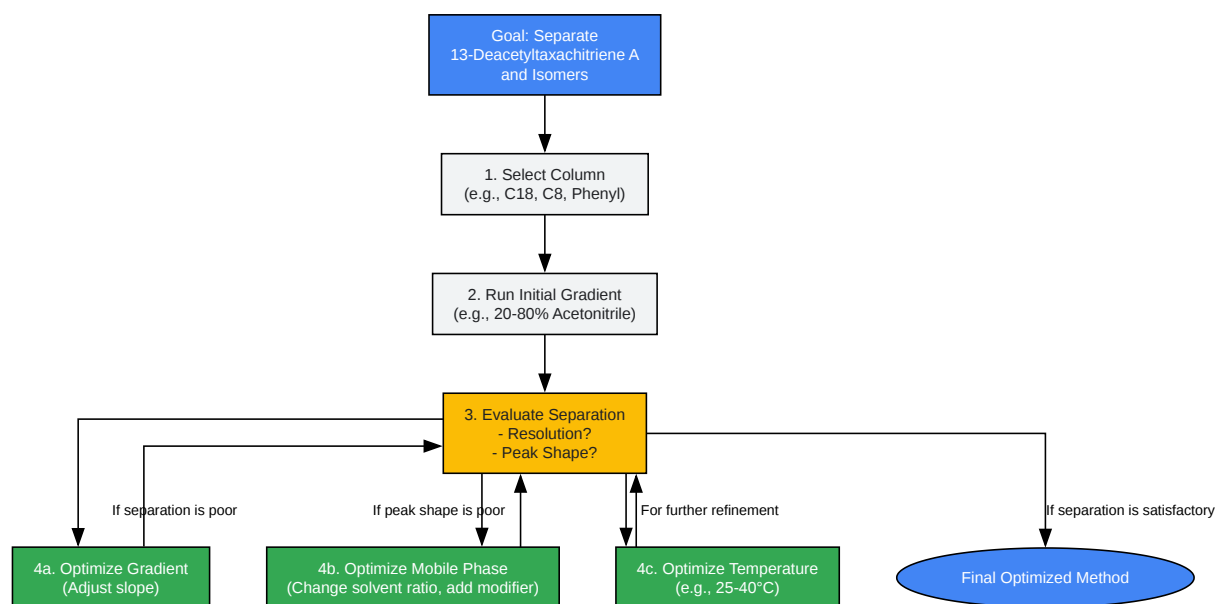 Goal: Separate
13-Deacetyltaxachitriene A
and Isomers
1. Select Column
(e.g., C18, C8, Phenyl)
2. Run Initial Gradient
(e.g., 20-80% Acetonitrile)
3. Evaluate Separation
- Resolution?
- Peak Shape?
If separation is poor
If peak shape is poor
For further refinement
If separation is satisfactory
4a. Optimize Gradient
(Adjust slope)
4b. Optimize Mobile Phase
(Change solvent ratio, add modifier)
4c. Optimize Temperature
(e.g., 25-40°C)
Final Optimized Method